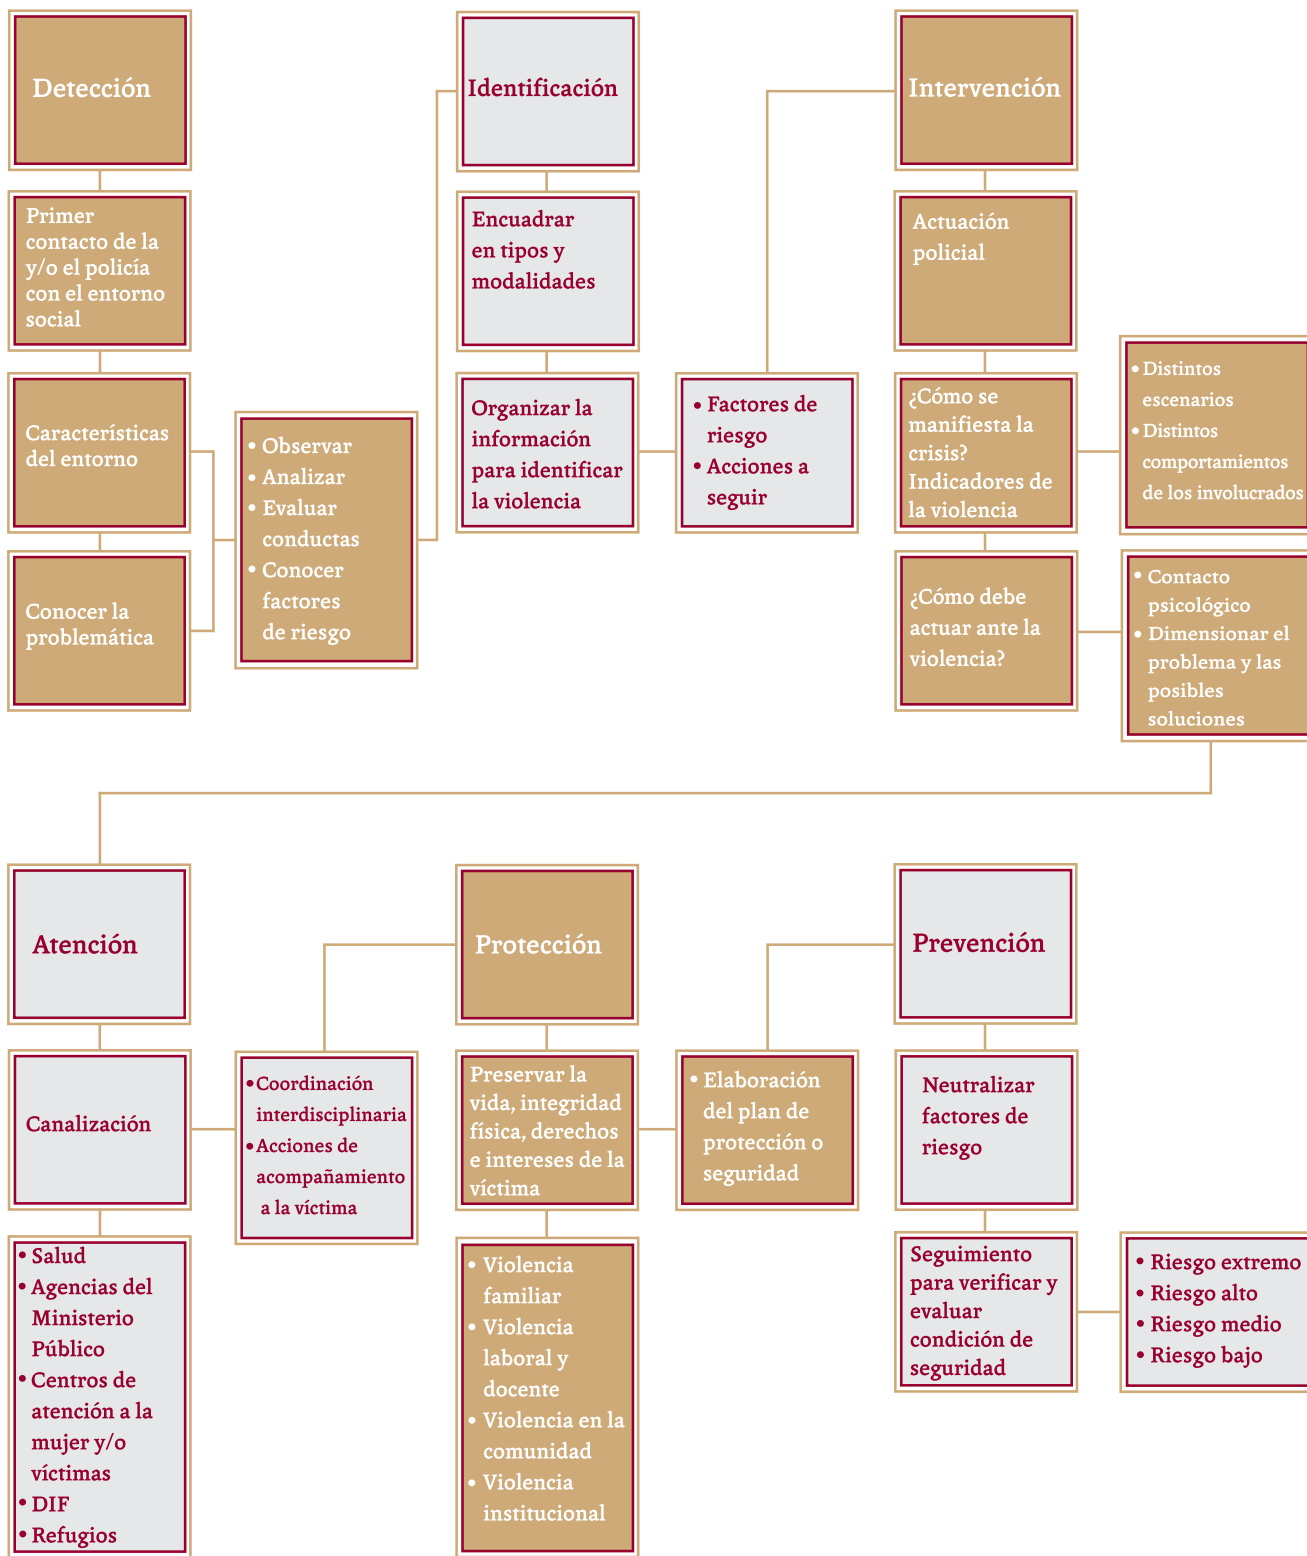 Detección
Primer
contacto de la
y/o el policía
con el entorno
social
Características
del entorno
Conocer la
problemática
• Observar
• Analizar
• Evaluar
conductas
• Conocer
factores
de riesgo
Identificación
Encuadrar
en tipos y
modalidades
Organizar la
información
para identificar
la violencia
• Factores de
riesgo
• Acciones a
seguir
Intervención
Actuación
policial
¿Cómo se
manifiesta la
crisis?
Indicadores de
la violencia
• Distintos
escenarios
• Distintos
comportamientos
de los involucrados
¿Cómo debe
actuar ante la
violencia?
• Contacto
psicológico
• Dimensionar el
problema y las
posibles
soluciones
Atención
Canalización
• Coordinación
interdisciplinaria
• Acciones de
acompañamiento
a la víctima
• Salud
• Agencias del
Ministerio
Público
• Centros de
atención a la
mujer y/o
víctimas
• DIF
• Refugios
Protección
Preservar la
vida, integridad
física, derechos
e intereses de la
víctima
• Elaboración
del plan de
protección o
seguridad
• Violencia
familiar
• Violencia
laboral y
docente
• Violencia en la
comunidad
• Violencia
institucional
Prevención
Neutralizar
factores de
riesgo
Seguimiento
para verificar y
evaluar
condición de
seguridad
• Riesgo extremo
• Riesgo alto
• Riesgo medio
• Riesgo bajo